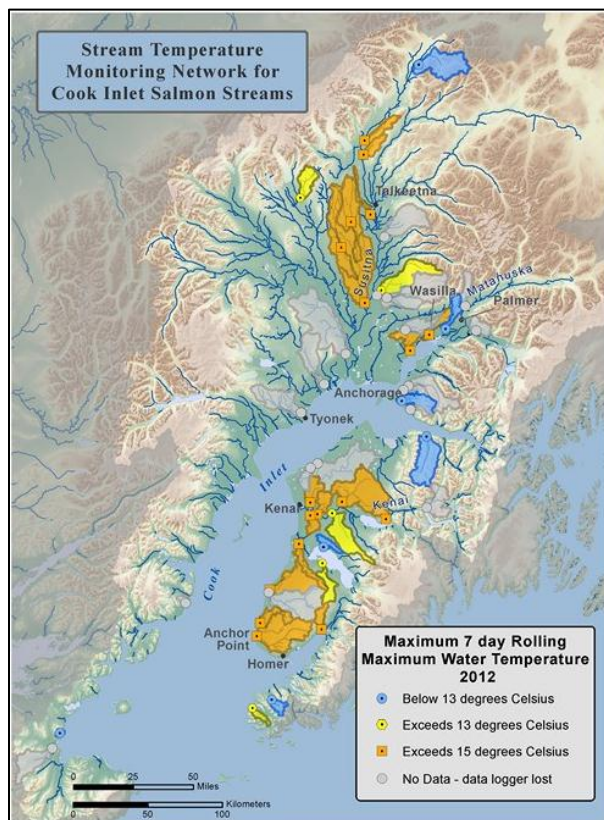 Stream Temperature
Monitoring Network for
Cook Inlet Salmon Streams
Talkeetna
Susitna
Wasilla
Matahuska
Palmer
Anchorage
Tyonek
Inlet
Kenai
Kenai
Cook
Anchor
Point
Homer
Maximum 7 day Rolling
Maximum Water Temperature
2012
Below 13 degrees Celsius
Exceeds 13 degrees Celsius
Exceeds 15 degrees Celsius
No Data - data logger lost
0 25 50
Miles
0 50 100
Kilometers